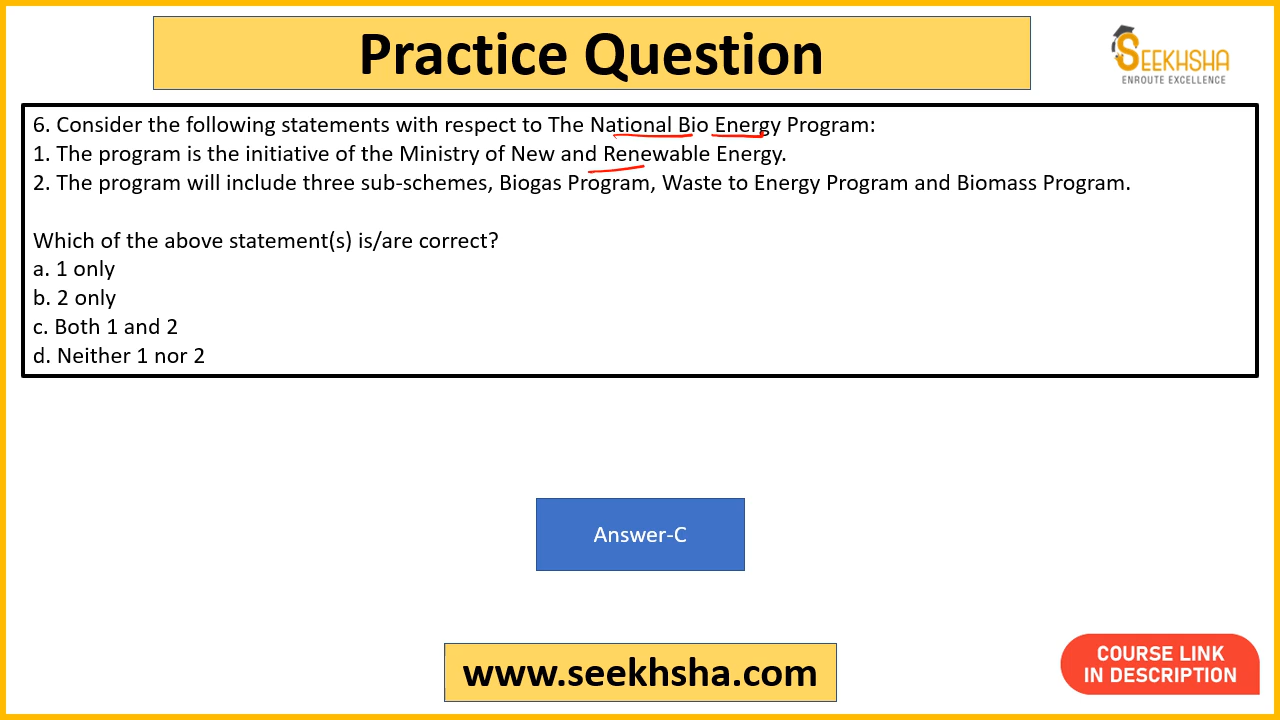 Practice Question
SEEKHSHA
ENROUTE EXCELLENCE
6. Consider the following statements with respect to The National Bio Energy Program:
1. The program is the initiative of the Ministry of New and Renewable Energy.
2. The program will include three sub-schemes, Biogas Program, Waste to Energy Program and Biomass Program.
Which of the above statement(s) is/are correct?
a. 1 only
b. 2 only
c. Both 1 and 2
d. Neither 1 nor 2
Answer-C
www.seekhsha.com
COURSE LINK
IN DESCRIPTION